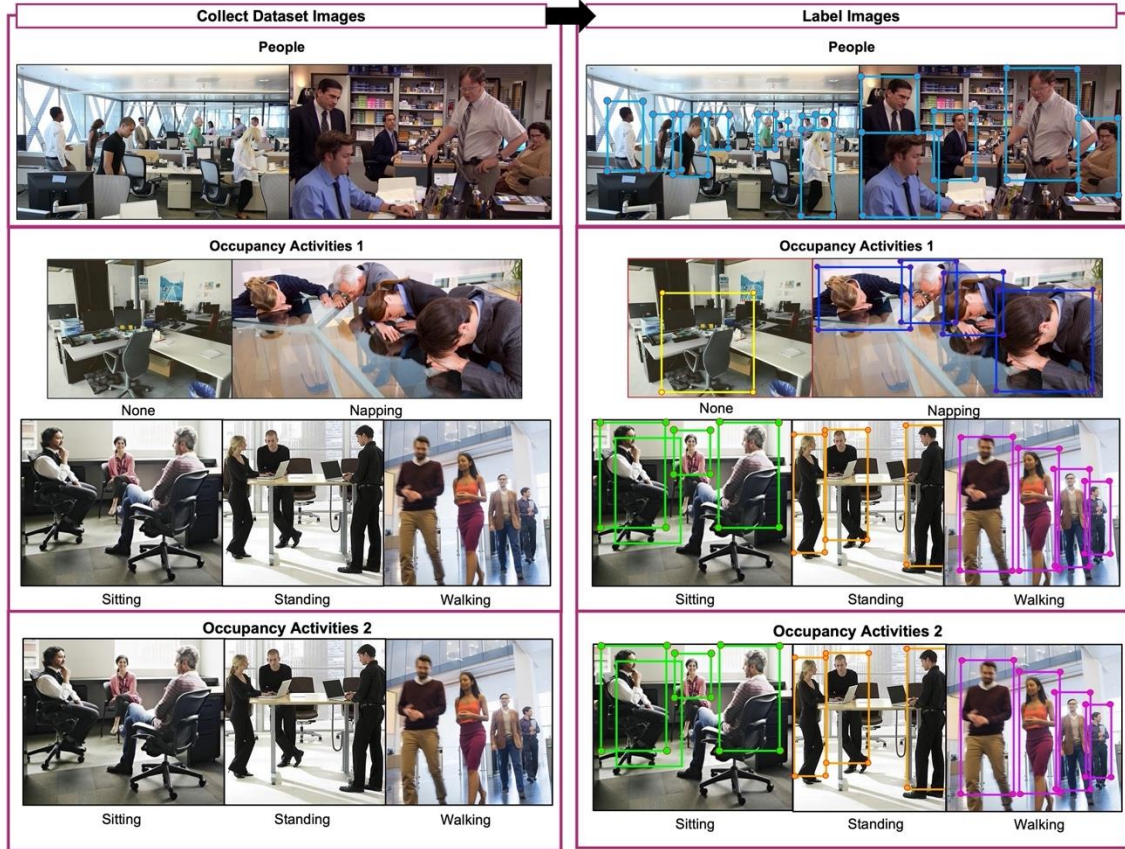 Collect Dataset Images
People
Occupancy Activities 1
None Napping
Sitting Standing Walking
Occupancy Activities 2
Sitting Standing Walking
Label Images
People
Occupancy Activities 1
None Napping
Sitting Standing Walking
Occupancy Activities 2
Sitting Standing Walking